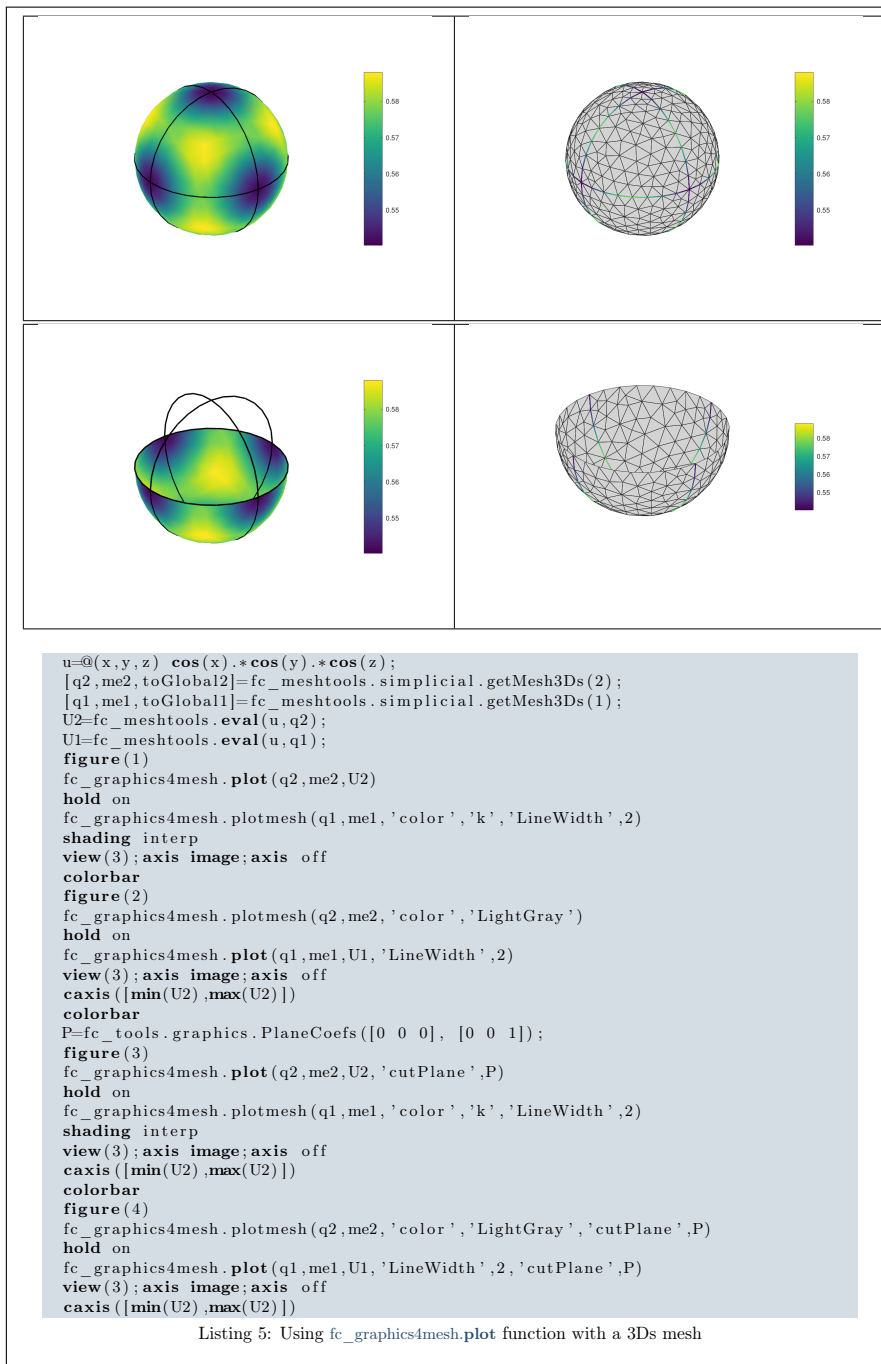 0.58
0.57
0.56
0.55
0.58
0.57
0.56
0.55
0.58
0.57
0.56
0.55
0.58
0.57
0.56
0.55
u=@(x,y,z) cos(x).*cos(y).*cos(z);
[q2,me2,toGlobal2]=fc_meshtools.simplicial.getMesh3Ds(2);
[q1,me1,toGlobal1]=fc_meshtools.simplicial.getMesh3Ds(1);
U2=fc_meshtools.eval(u,q2);
U1=fc_meshtools.eval(u,q1);
figure(1)
fc_graphics4mesh.plot(q2,me2,U2)
hold on
fc_graphics4mesh.plotmesh(q1,me1,'color','k','LineWidth',2)
shading interp
view(3);axis image;axis off
colorbar
figure(2)
fc_graphics4mesh.plotmesh(q2,me2,'color','LightGray')
hold on
fc_graphics4mesh.plot(q1,me1,U1,'LineWidth',2)
view(3);axis image;axis off
caxis([min(U2),max(U2)])
colorbar
P=fc_tools.graphics.PlaneCoefs([0 0 0], [0 0 1]);
figure(3)
fc_graphics4mesh.plot(q2,me2,U2,'cutPlane',P)
hold on
fc_graphics4mesh.plotmesh(q1,me1,'color','k','LineWidth',2)
shading interp
view(3);axis image;axis off
caxis([min(U2),max(U2)])
colorbar
figure(4)
fc_graphics4mesh.plotmesh(q2,me2,'color','LightGray','cutPlane',P)
hold on
fc_graphics4mesh.plot(q1,me1,U1,'LineWidth',2,'cutPlane',P)
view(3);axis image;axis off
caxis([min(U2),max(U2)])
Listing 5: Using fc_graphics4mesh.plot function with a 3Ds mesh